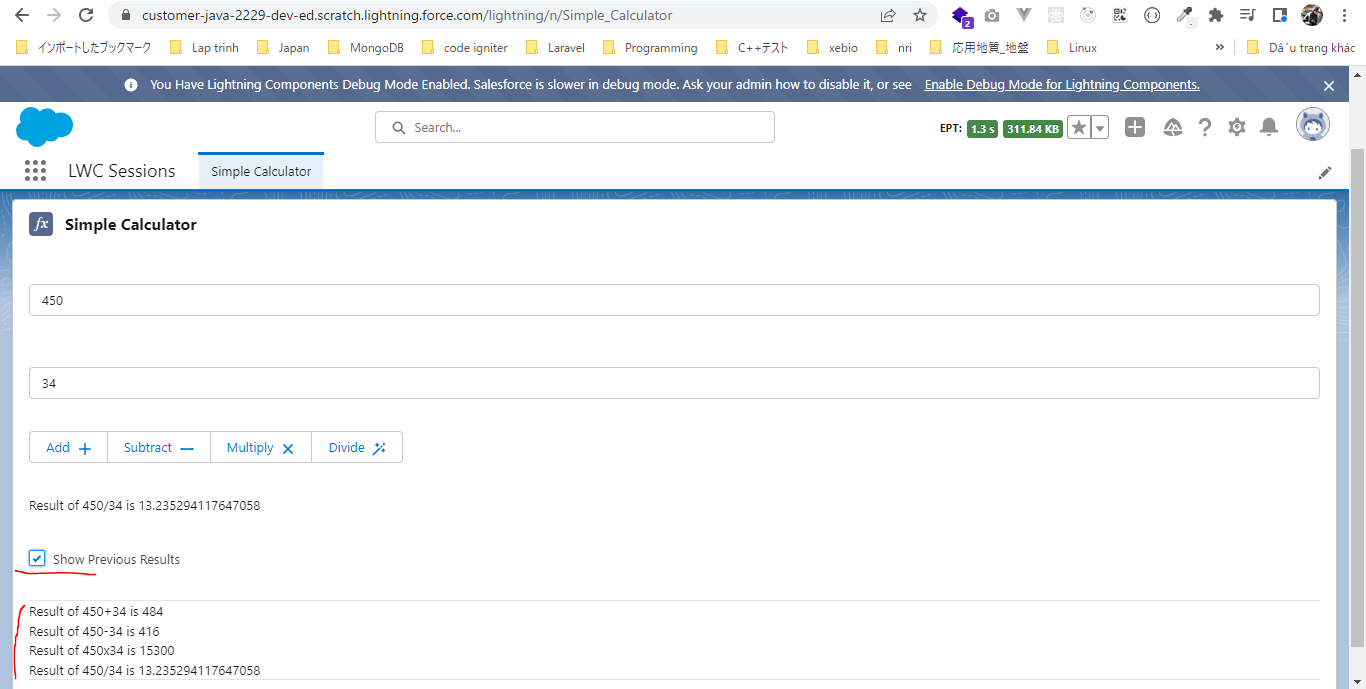 customer-java-2229-dev-ed.scratch.lightning.force.com/lightning/n/Simple_Calculator
2
インポートしたブックマーク Lap trinh Japan MongoDB code igniter Laravel Programming C++テスト xebio nri 応用地質_地盤 Linux » Dấu trang khác
You Have Lightning Components Debug Mode Enabled. Salesforce is slower in debug mode. Ask your admin how to disable it, or see Enable Debug Mode for Lightning Components.
Search...
EPT: 1.3 s 311.84 KB
LWC Sessions Simple Calculator
fx Simple Calculator
450
34
Add Subtract Multiply Divide
Result of 450/34 is 13.235294117647058
Show Previous Results
Result of 450+34 is 484
Result of 450-34 is 416
Result of 450x34 is 15300
Result of 450/34 is 13.235294117647058